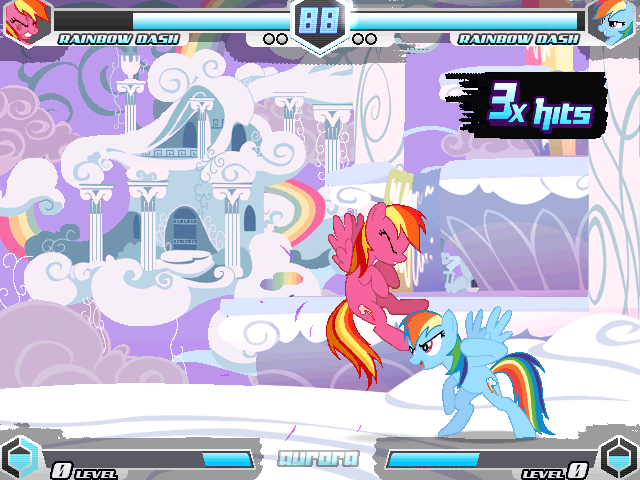 88
RAINBOW DASH
RAINBOW DASH
3x hits
0 LEVEL
aurora
LEVEL 0